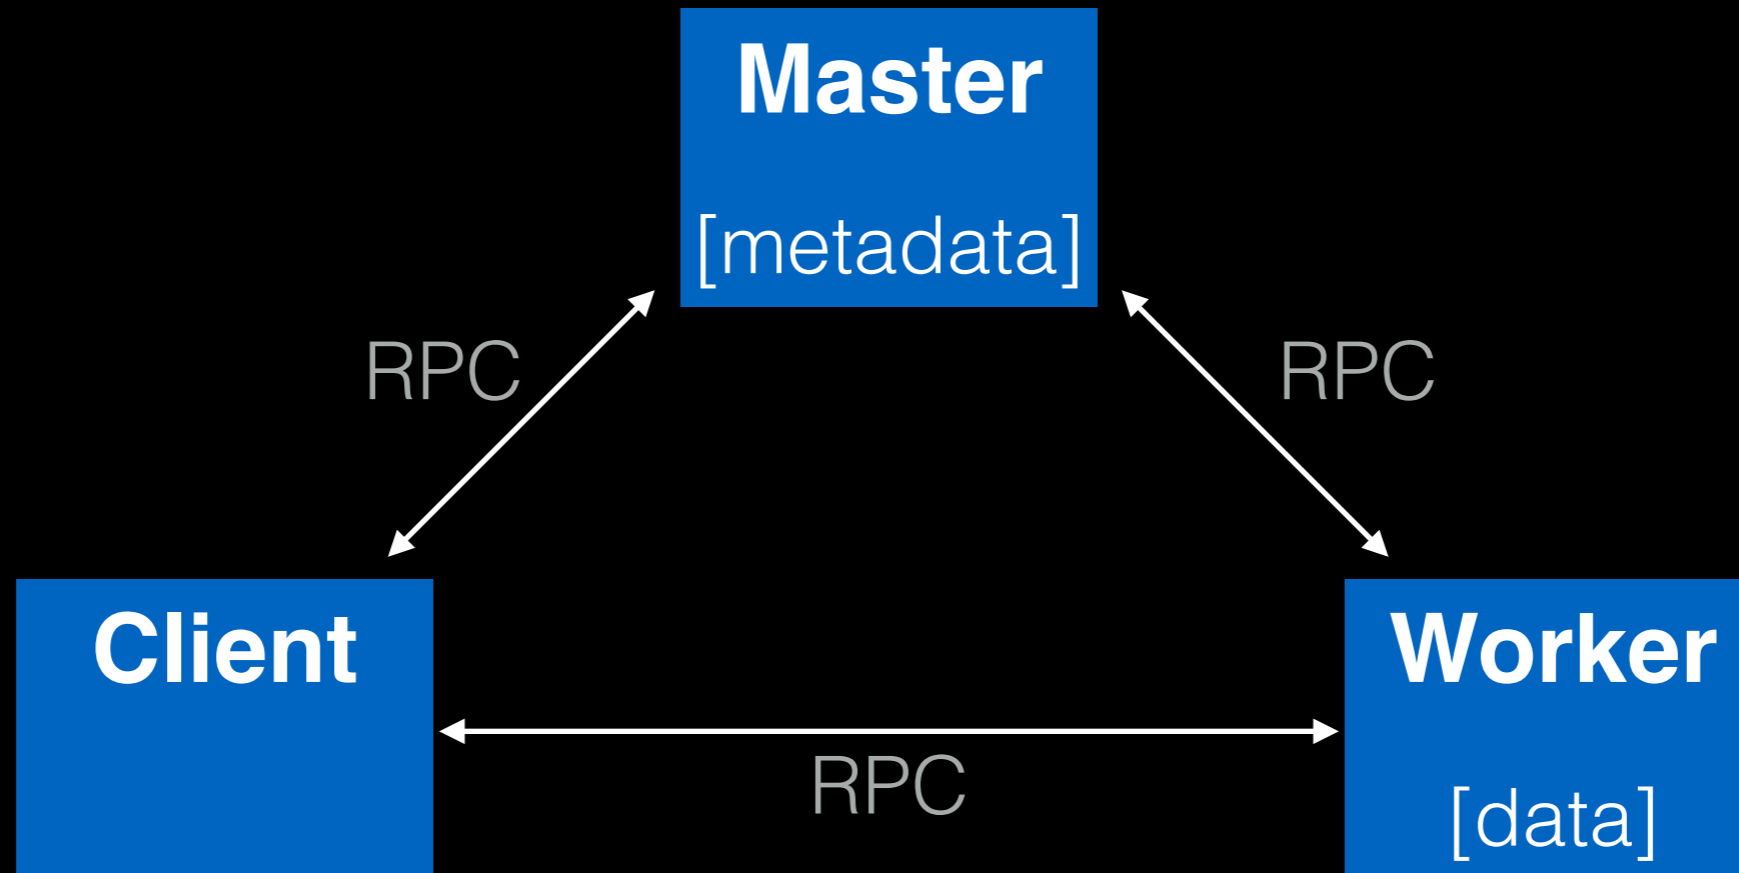 Master
[metadata]
RPC
RPC
Client
Worker
RPC
[data]